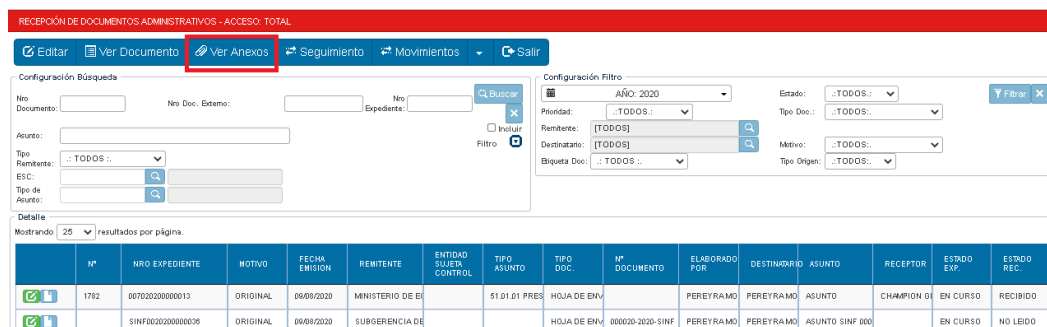 RECEPCIÓN DE DOCUMENTOS ADMINISTRATIVOS - ACCESO: TOTAL
Editar Ver Documento Ver Anexos Seguimiento Movimientos Salir
Configuración Búsqueda
Nro Documento: Nro Doc. Externo: Nro Expediente: Buscar
Incluir
Asunto: Filtro
Tipo Remitente: .: TODOS :.
ESC:
Tipo de Asunto:
Configuración Filtro
AÑO: 2020 Estado: .:TODOS:. Filtrar
Prioridad: .:TODOS:. Tipo Doc.: .:TODOS:.
Remitente: [TODOS]
Destinatario: [TODOS] Motivo: .:TODOS:.
Etiqueta Doc: .: TODOS :. Tipo Origen: .:TODOS:.
Detalle
Mostrando 25 resultados por página.
N° NRO EXPEDIENTE MOTIVO FECHA EMISION REMITENTE ENTIDAD SUJETA CONTROL TIPO ASUNTO TIPO DOC. N° DOCUMENTO ELABORADO POR DESTINATARIO ASUNTO RECEPTOR ESTADO EXP. ESTADO REC.
1782 007020200000013 ORIGINAL 09/08/2020 MINISTERIO DE E 51.01.01 PRES HOJA DE ENV PEREYRAMO PEREYRAMO ASUNTO CHAMPION GI EN CURSO RECIBIDO
SINF0020200000036 ORIGINAL 09/08/2020 SUBGERENCIA DE HOJA DE ENV 000020-2020-SINF PEREYRAMO PEREYRAMO ASUNTO SINF 000 EN CURSO NO LEIDO